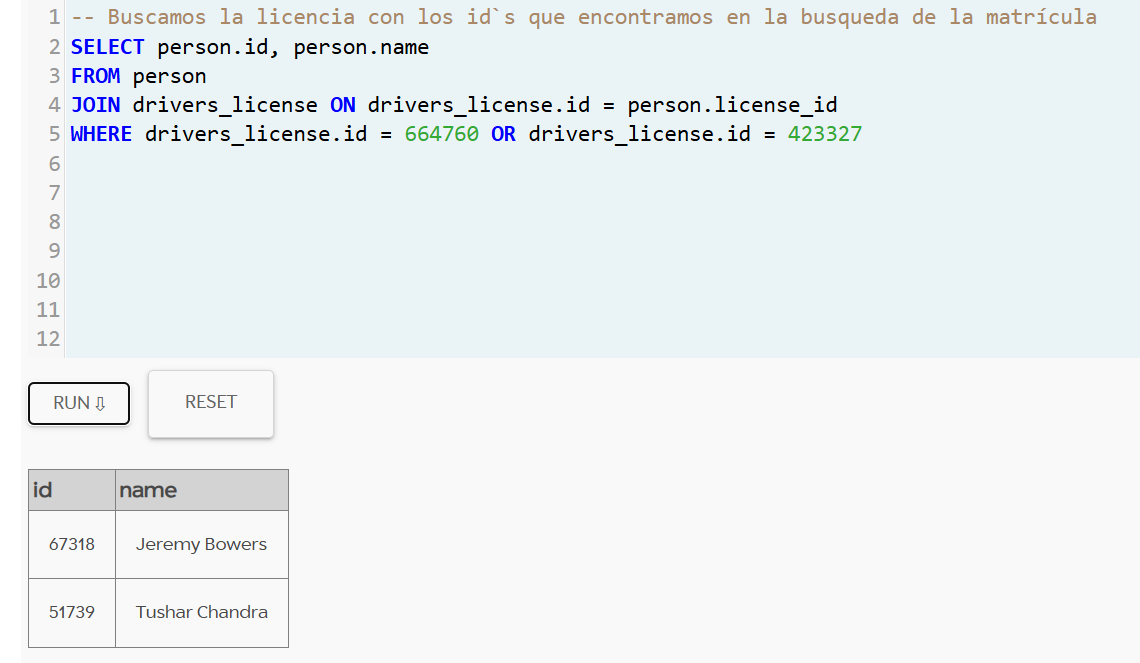 1 -- Buscamos la licencia con los id`s que encontramos en la busqueda de la matrícula
2 SELECT person.id, person.name
3 FROM person
4 JOIN drivers_license ON drivers_license.id = person.license_id
5 WHERE drivers_license.id = 664760 OR drivers_license.id = 423327
6
7
8
9
10
11
12
RUN ⇩ RESET
id name
67318 Jeremy Bowers
51739 Tushar Chandra